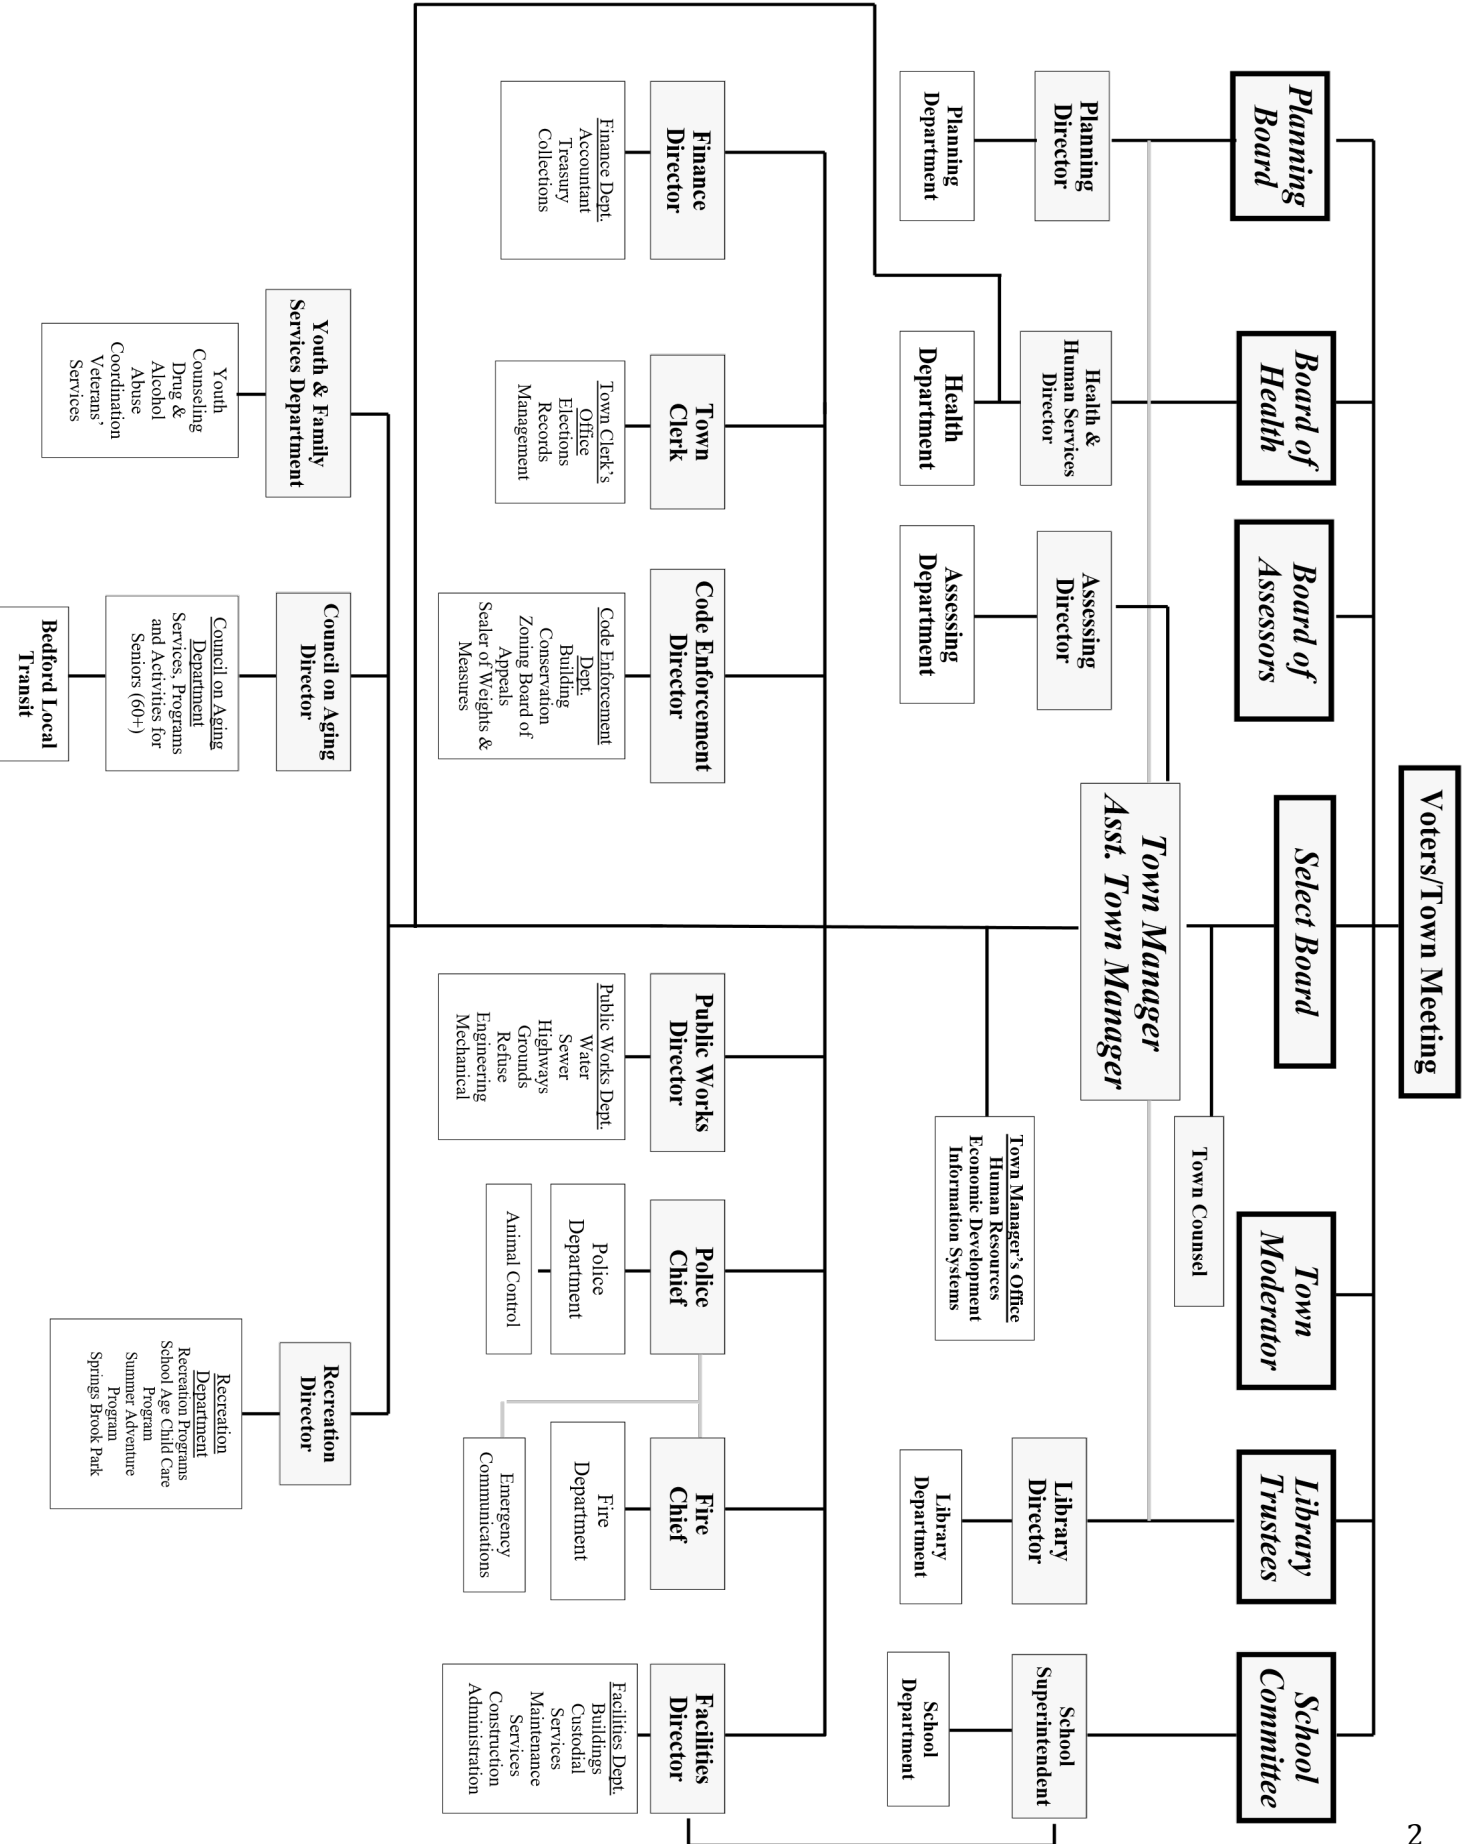 Voters/Town Meeting
Planning
Board
Board of
Health
Board of
Assessors
Select Board
Town
Moderator
Library
Trustees
School
Committee
Town Counsel
Town Manager
Asst. Town Manager
Planning
Director
Health &
Human Services
Director
Assessing
Director
Library
Director
School
Superintendent
Planning
Department
Health
Department
Assessing
Department
Town Manager's Office
Human Resources
Economic Development
Information Systems
Library
Department
School
Department
Finance
Director
Town
Clerk
Code Enforcement
Director
Public Works
Director
Police
Chief
Fire
Chief
Facilities
Director
Finance Dept.
Accountant
Treasury
Collections
Town Clerk's
Office
Elections
Records
Management
Code Enforcement
Dept.
Building
Conservation
Zoning Board of
Appeals
Sealer of Weights &
Measures
Public Works Dept.
Water
Sewer
Highways
Grounds
Refuse
Engineering
Mechanical
Police
Department
Animal Control
Fire
Department
Emergency
Communications
Facilities Dept.
Buildings
Custodial
Services
Maintenance
Services
Construction
Administration
Youth & Family
Services Department
Council on Aging
Director
Recreation
Director
Youth
Counseling
Drug &
Alcohol
Abuse
Coordination
Veterans'
Services
Council on Aging
Department
Services, Programs
and Activities for
Seniors (60+)
Recreation
Department
Recreation Programs
School Age Child Care
Program
Summer Adventure
Program
Springs Brook Park
Bedford Local
Transit
2